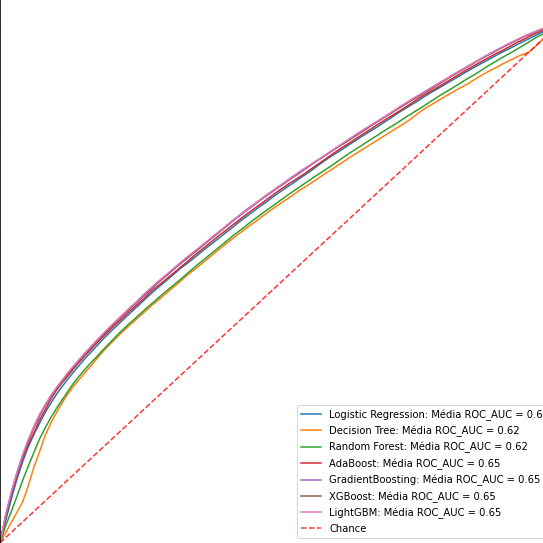 Logistic Regression: Média ROC_AUC = 0.6
Decision Tree: Média ROC_AUC = 0.62
Random Forest: Média ROC_AUC = 0.62
AdaBoost: Média ROC_AUC = 0.65
GradientBoosting: Média ROC_AUC = 0.65
XGBoost: Média ROC_AUC = 0.65
LightGBM: Média ROC_AUC = 0.65
Chance